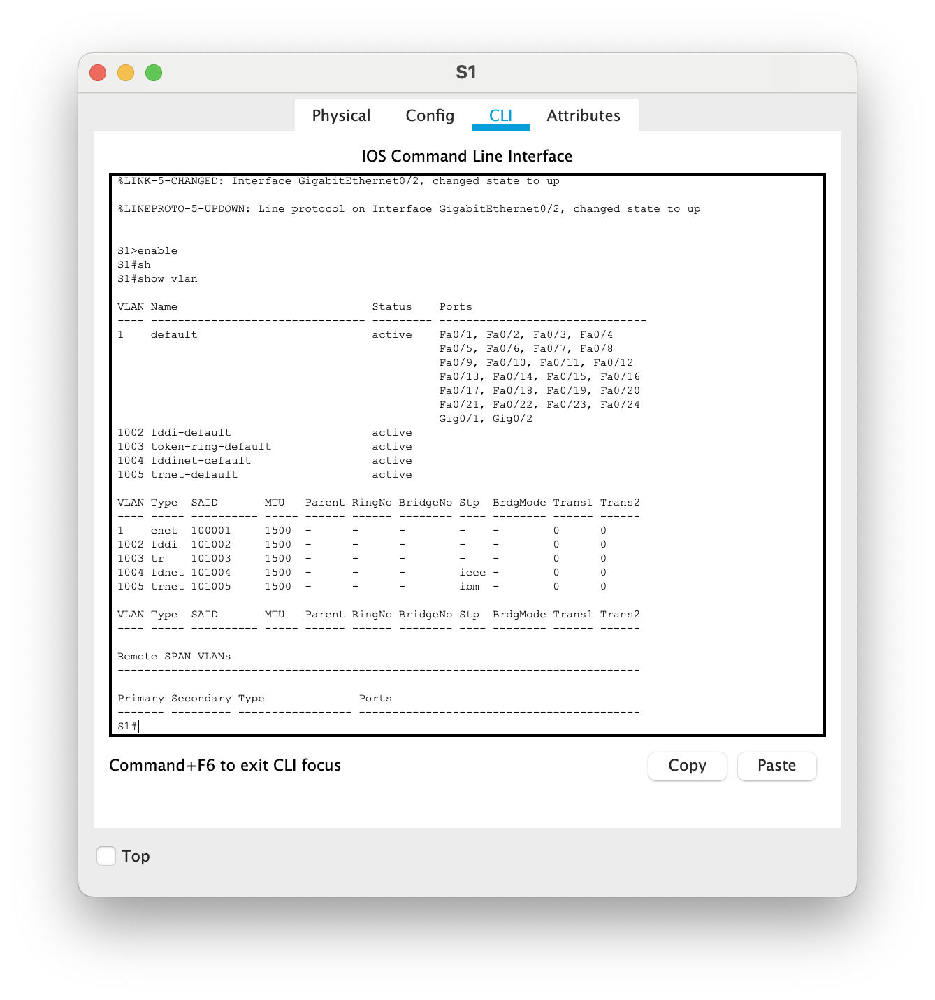 S1
Physical Config CLI Attributes
IOS Command Line Interface
%LINK-5-CHANGED: Interface GigabitEthernet0/2, changed state to up
%LINEPROTO-5-UPDOWN: Line protocol on Interface GigabitEthernet0/2, changed state to up
S1>enable
S1#sh
S1#show vlan
VLAN Name                             Status    Ports
---- -------------------------------- --------- -------------------------------
1    default                          active    Fa0/1, Fa0/2, Fa0/3, Fa0/4
                                                Fa0/5, Fa0/6, Fa0/7, Fa0/8
                                                Fa0/9, Fa0/10, Fa0/11, Fa0/12
                                                Fa0/13, Fa0/14, Fa0/15, Fa0/16
                                                Fa0/17, Fa0/18, Fa0/19, Fa0/20
                                                Fa0/21, Fa0/22, Fa0/23, Fa0/24
                                                Gig0/1, Gig0/2
1002 fddi-default                     active
1003 token-ring-default               active
1004 fddinet-default                  active
1005 trnet-default                    active
VLAN Type  SAID       MTU   Parent RingNo BridgeNo Stp  BrdgMode Trans1 Trans2
---- ----- ---------- ----- ------ ------ -------- ---- -------- ------ ------
1    enet  100001     1500  -      -      -        -    -        0      0
1002 fddi  101002     1500  -      -      -        -    -        0      0
1003 tr    101003     1500  -      -      -        -    -        0      0
1004 fdnet 101004     1500  -      -      -        ieee -        0      0
1005 trnet 101005     1500  -      -      -        ibm  -        0      0
VLAN Type  SAID       MTU   Parent RingNo BridgeNo Stp  BrdgMode Trans1 Trans2
---- ----- ---------- ----- ------ ------ -------- ---- -------- ------ ------
Remote SPAN VLANs
------------------------------------------------------------------------------
Primary Secondary Type              Ports
------- --------- ----------------- ------------------------------------------
S1#
Command+F6 to exit CLI focus
Copy Paste
Top